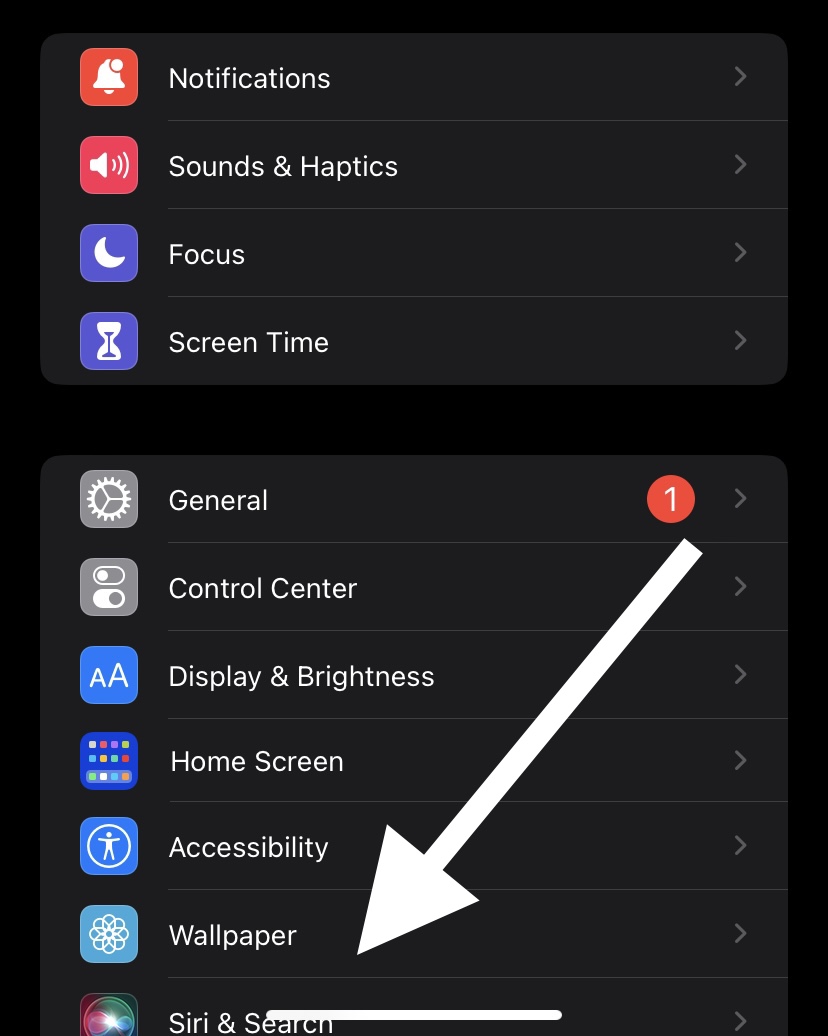 Notifications
Sounds & Haptics
Focus
Screen Time
General
1
Control Center
AA
Display & Brightness
Home Screen
Accessibility
Wallpaper
Siri & Search